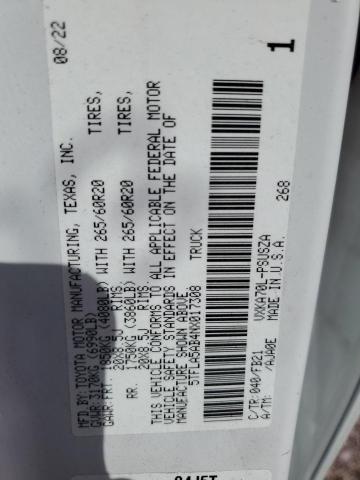 MFD.BY:TOYOTA MOTOR MANUFACTURING, TEXAS, INC. 08/22
GVWR:3170KG (6990LB)
GAWR:FRT. 1850KG (4080LB) WITH 265/60R20 TIRES,
20X8.5J RIMS
RR. 1750KG (3860LB) WITH 265/60R20 TIRES,
20X8.5J RIMS.
THIS VEHICLE CONFORMS TO ALL APPLICABLE FEDERAL MOTOR
VEHICLE SAFETY STANDARDS IN EFFECT ON THE DATE OF
MANUFACTURE SHOWN ABOVE.
5TFLA5AB4NX017308 TRUCK
1
C/TR:040/FB21 VXKA70L-PSUSZA
A/TM: /AJA0E MADE IN U.S.A. 268